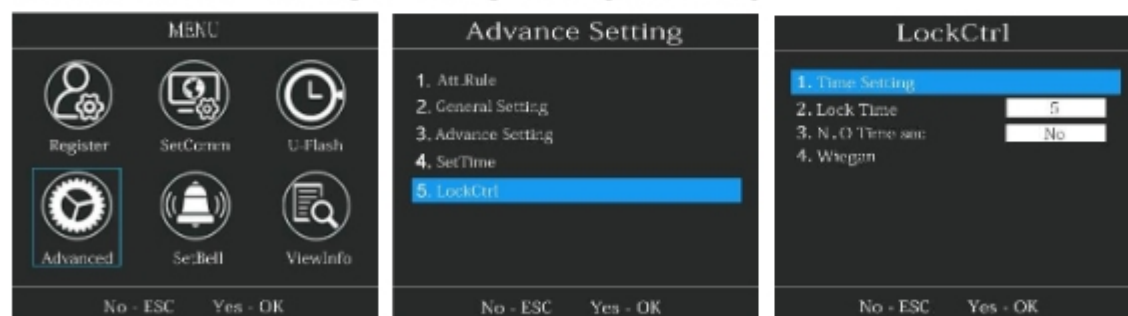 MENU
Register SetComm U-Flash
Advanced SetBell ViewInfo
No - ESC Yes - OK
Advance Setting
1. Att.Rule
2. General Setting
3. Advance Setting
4. SetTime
5. LockCtrl
No - ESC Yes - OK
LockCtrl
1. Time Setting
2. Lock Time 5
3. N.O Time sec No
4. Wiegan
No - ESC Yes - OK